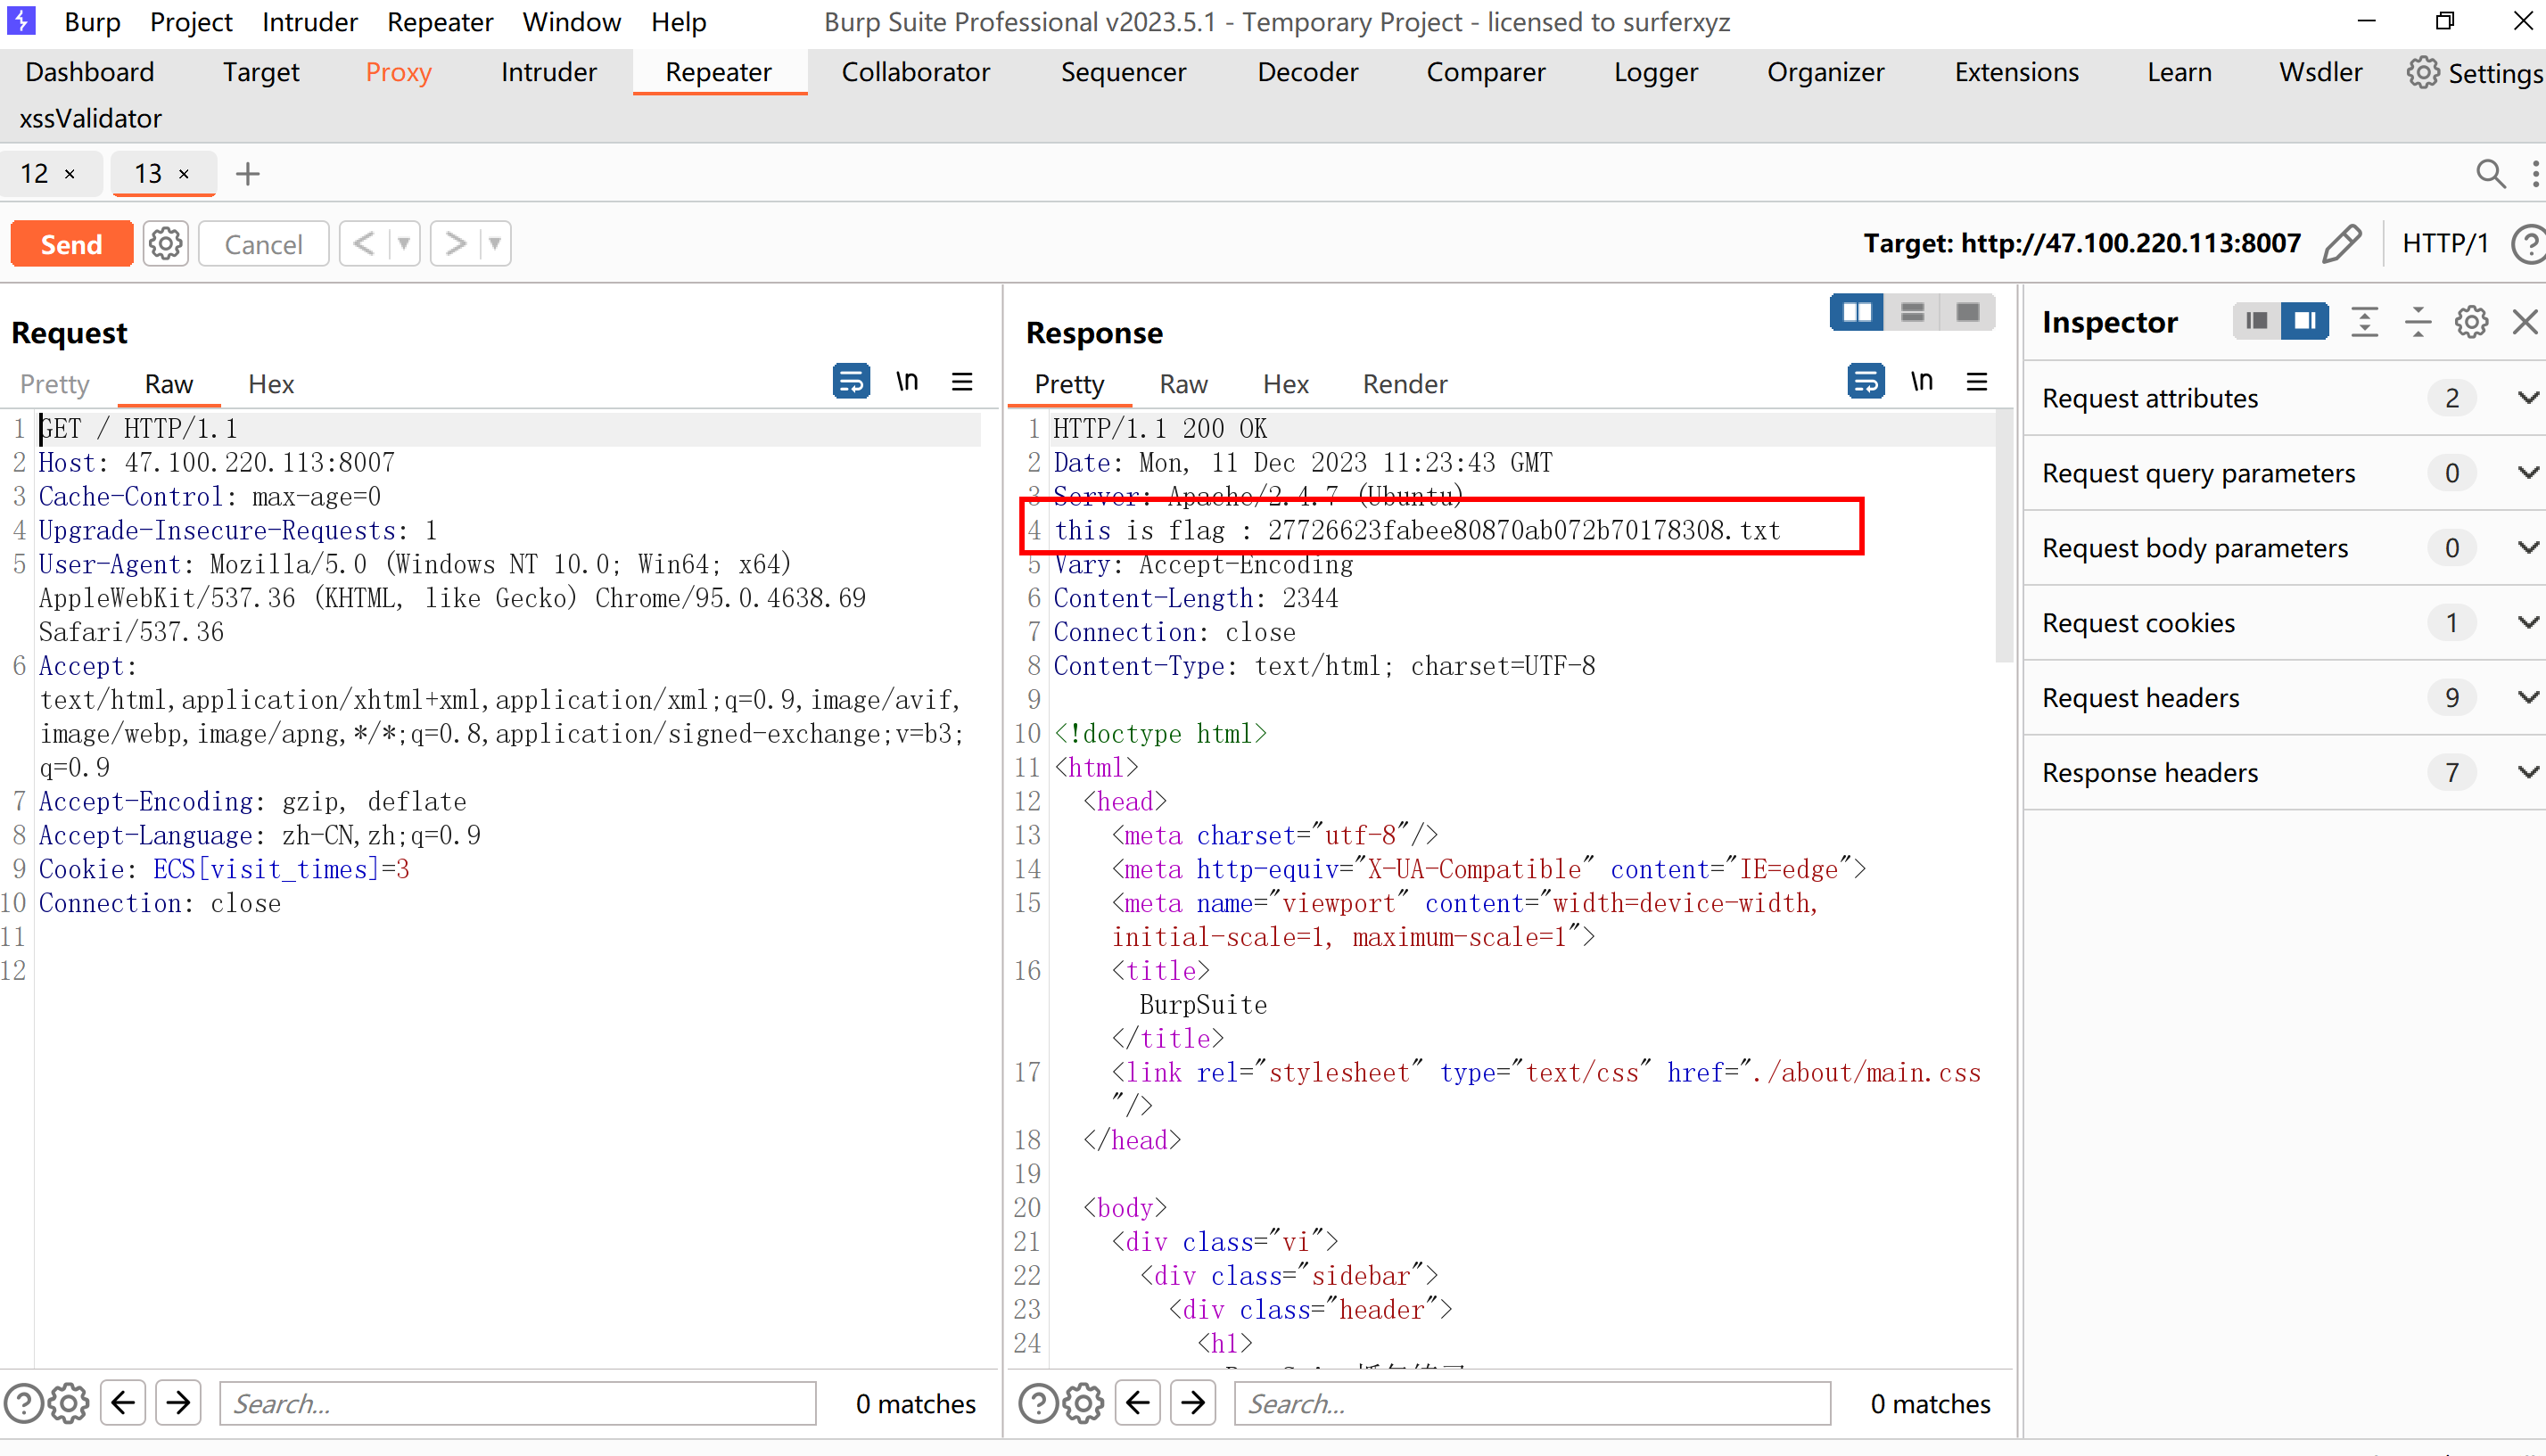 Burp Project Intruder Repeater Window Help Burp Suite Professional v2023.5.1 - Temporary Project - licensed to surferxyz
Dashboard Target Proxy Intruder Repeater Collaborator Sequencer Decoder Comparer Logger Organizer Extensions Learn Wsdler Settings
xssValidator
12 × 13 × +
Send Cancel < > Target: http://47.100.220.113:8007 HTTP/1 ?
Request
Pretty Raw Hex \n
1 GET / HTTP/1.1
2 Host: 47.100.220.113:8007
3 Cache-Control: max-age=0
4 Upgrade-Insecure-Requests: 1
5 User-Agent: Mozilla/5.0 (Windows NT 10.0; Win64; x64)
AppleWebKit/537.36 (KHTML, like Gecko) Chrome/95.0.4638.69
Safari/537.36
6 Accept:
text/html,application/xhtml+xml,application/xml;q=0.9,image/avif,
image/webp,image/apng,*/*;q=0.8,application/signed-exchange;v=b3;
q=0.9
7 Accept-Encoding: gzip, deflate
8 Accept-Language: zh-CN,zh;q=0.9
9 Cookie: ECS[visit_times]=3
10 Connection: close
11
12
Search... 0 matches
Response
Pretty Raw Hex Render \n
1 HTTP/1.1 200 OK
2 Date: Mon, 11 Dec 2023 11:23:43 GMT
3 Server: Apache/2.4.7 (Ubuntu)
4 this is flag : 27726623fabee80870ab072b70178308.txt
5 Vary: Accept-Encoding
6 Content-Length: 2344
7 Connection: close
8 Content-Type: text/html; charset=UTF-8
9
10 <!doctype html>
11 <html>
12 <head>
13 <meta charset="utf-8"/>
14 <meta http-equiv="X-UA-Compatible" content="IE=edge">
15 <meta name="viewport" content="width=device-width,
initial-scale=1, maximum-scale=1">
16 <title>
BurpSuite
</title>
17 <link rel="stylesheet" type="text/css" href="./about/main.css
"/>
18 </head>
19
20 <body>
21 <div class="vi">
22 <div class="sidebar">
23 <div class="header">
24 <h1>
Search... 0 matches
Inspector
Request attributes 2
Request query parameters 0
Request body parameters 0
Request cookies 1
Request headers 9
Response headers 7